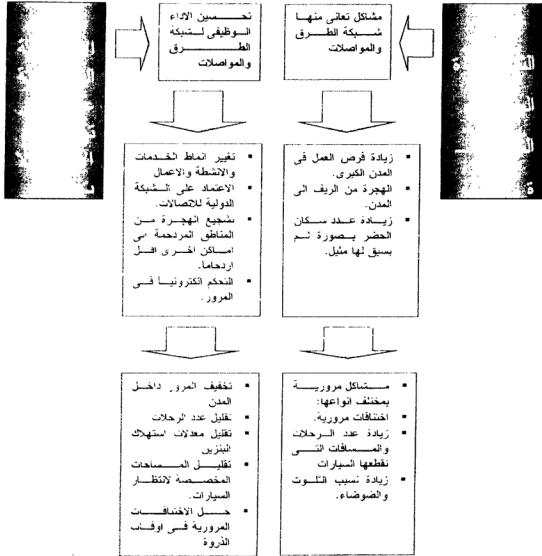 مشاكل تعانى منها
شبكة الطرق
والمواصلات
تحسين الاداء
الوظيفى لشبكة
الطرق
والمواصلات
زيادة فرص العمل فى
المدن الكبرى.
الهجرة من الريف الى
المدن.
زيادة عدد سكان
الحضر بصورة لم
يسبق لها مثيل.
تغيير انماط الخدمات
والانشطة والاعمال
الاعتماد على الشبكة
الدولية للاتصالات.
تشجيع الهجرة من
المناطق المزدحمة الى
اماكن اخرى اقل
ازدحاما.
التحكم الكترونيا فى
المرور.
مشاكل مرورية
بمختلف انواعها:
اختناقات مرورية.
زيادة عدد الرحلات
والمسافات التى
تقطعها السيارات
زيادة نسب التلوث
والضوضاء.
تخفيف المرور داخل
المدن
تقليل عدد الرحلات
تقليل معدلات استهلاك
البنزين
تقليل المساحات
المخصصة لانتظار
السيارات.
حل الاختناقات
المرورية فى اوقات
الذروة